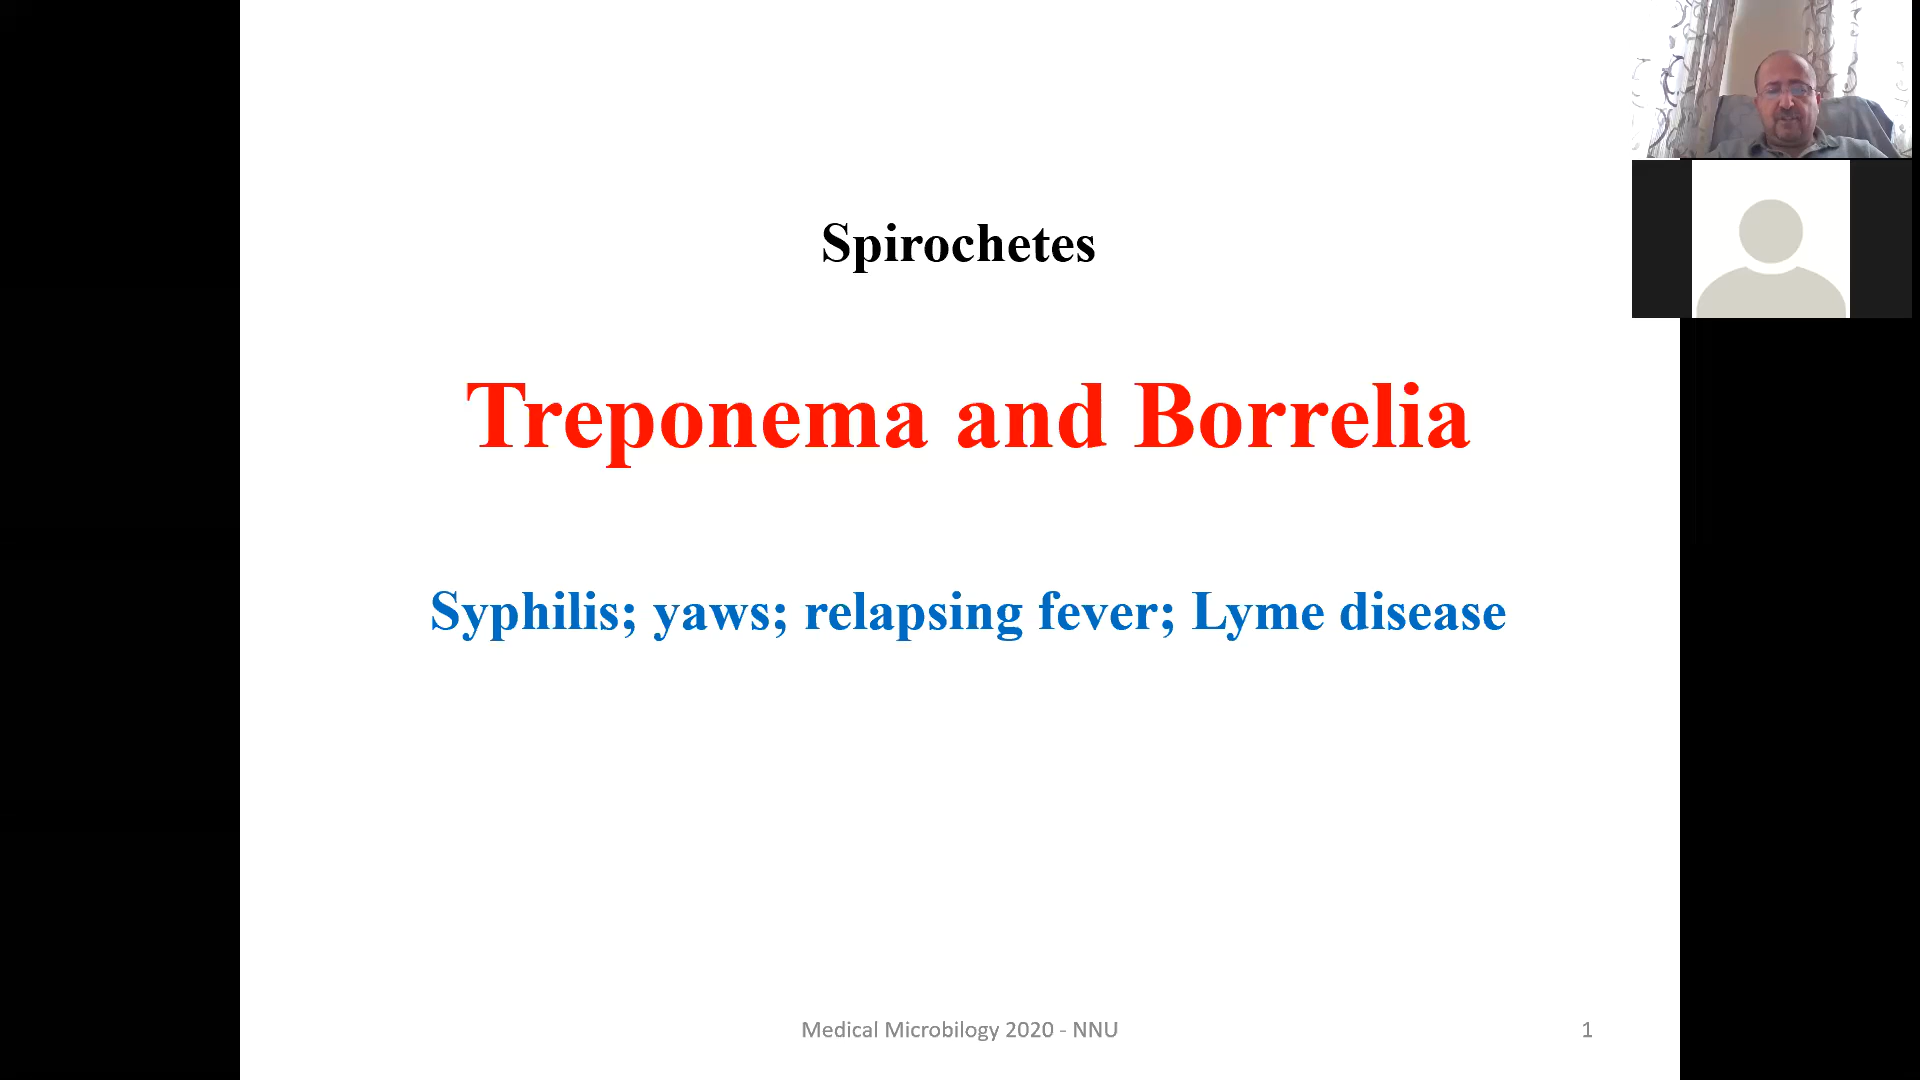 Spirochetes
Treponema and Borrelia
Syphilis; yaws; relapsing fever; Lyme disease
Medical Microbilogy 2020 - NNU
1